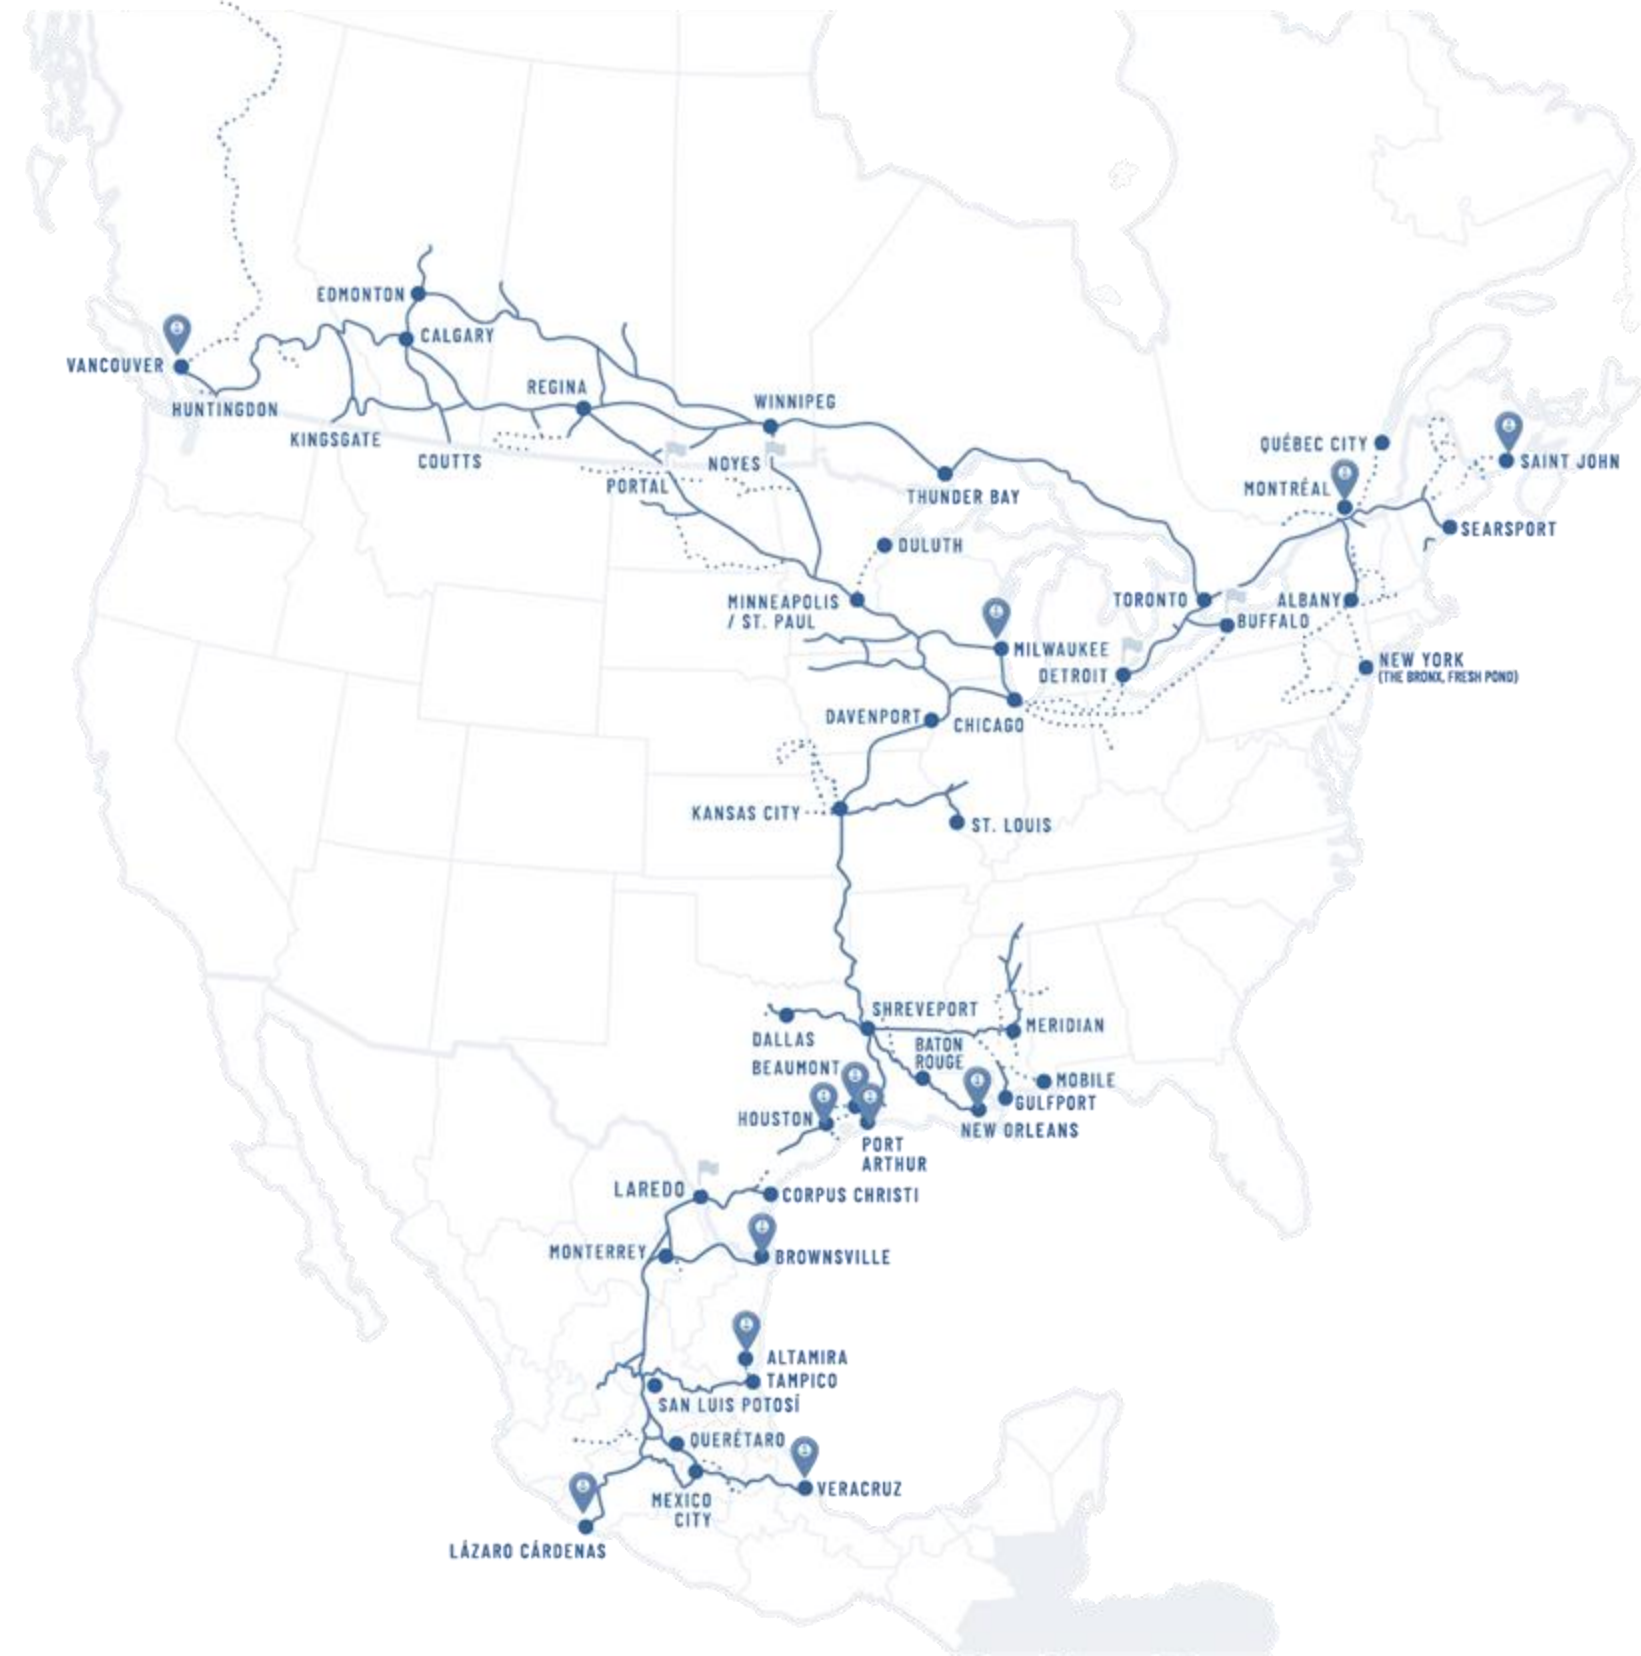 EDMONTON
CALGARY
VANCOUVER
REGINA
WINNIPEG
HUNTINGDON
KINGSGATE
COUTTS
NOYES
PORTAL
THUNDER BAY
QUÉBEC CITY
SAINT JOHN
MONTRÉAL
SEARSPORT
DULUTH
MINNEAPOLIS
/ ST. PAUL
TORONTO
ALBANY
BUFFALO
MILWAUKEE
DETROIT
NEW YORK
(THE BRONX, FRESH POND)
DAVENPORT
CHICAGO
KANSAS CITY
ST. LOUIS
SHREVEPORT
MERIDIAN
DALLAS
BATON
ROUGE
BEAUMONT
MOBILE
GULFPORT
HOUSTON
NEW ORLEANS
PORT
ARTHUR
LAREDO
CORPUS CHRISTI
MONTERREY
BROWNSVILLE
ALTAMIRA
TAMPICO
SAN LUIS POTOSÍ
QUERÉTARO
VERACRUZ
MEXICO
CITY
LÁZARO CÁRDENAS